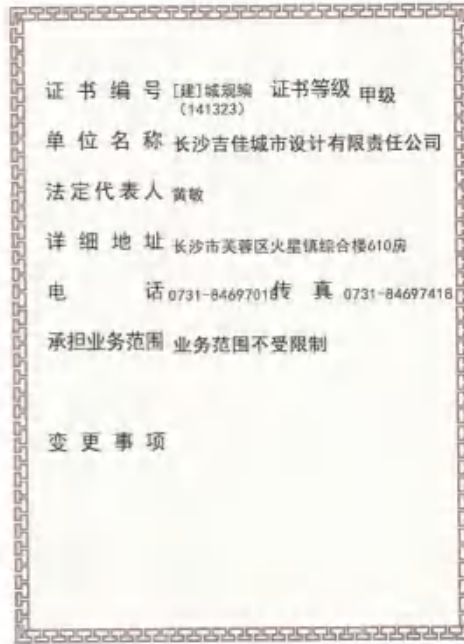 证书编号 [建]城规编 证书等级 甲级
(141323)
单位名称 长沙吉佳城市设计有限责任公司
法定代表人 黄敏
详细地址 长沙市芙蓉区火星镇综合楼610房
电 话 0731-84697018 传 真 0731-84697418
承担业务范围 业务范围不受限制
变更事项